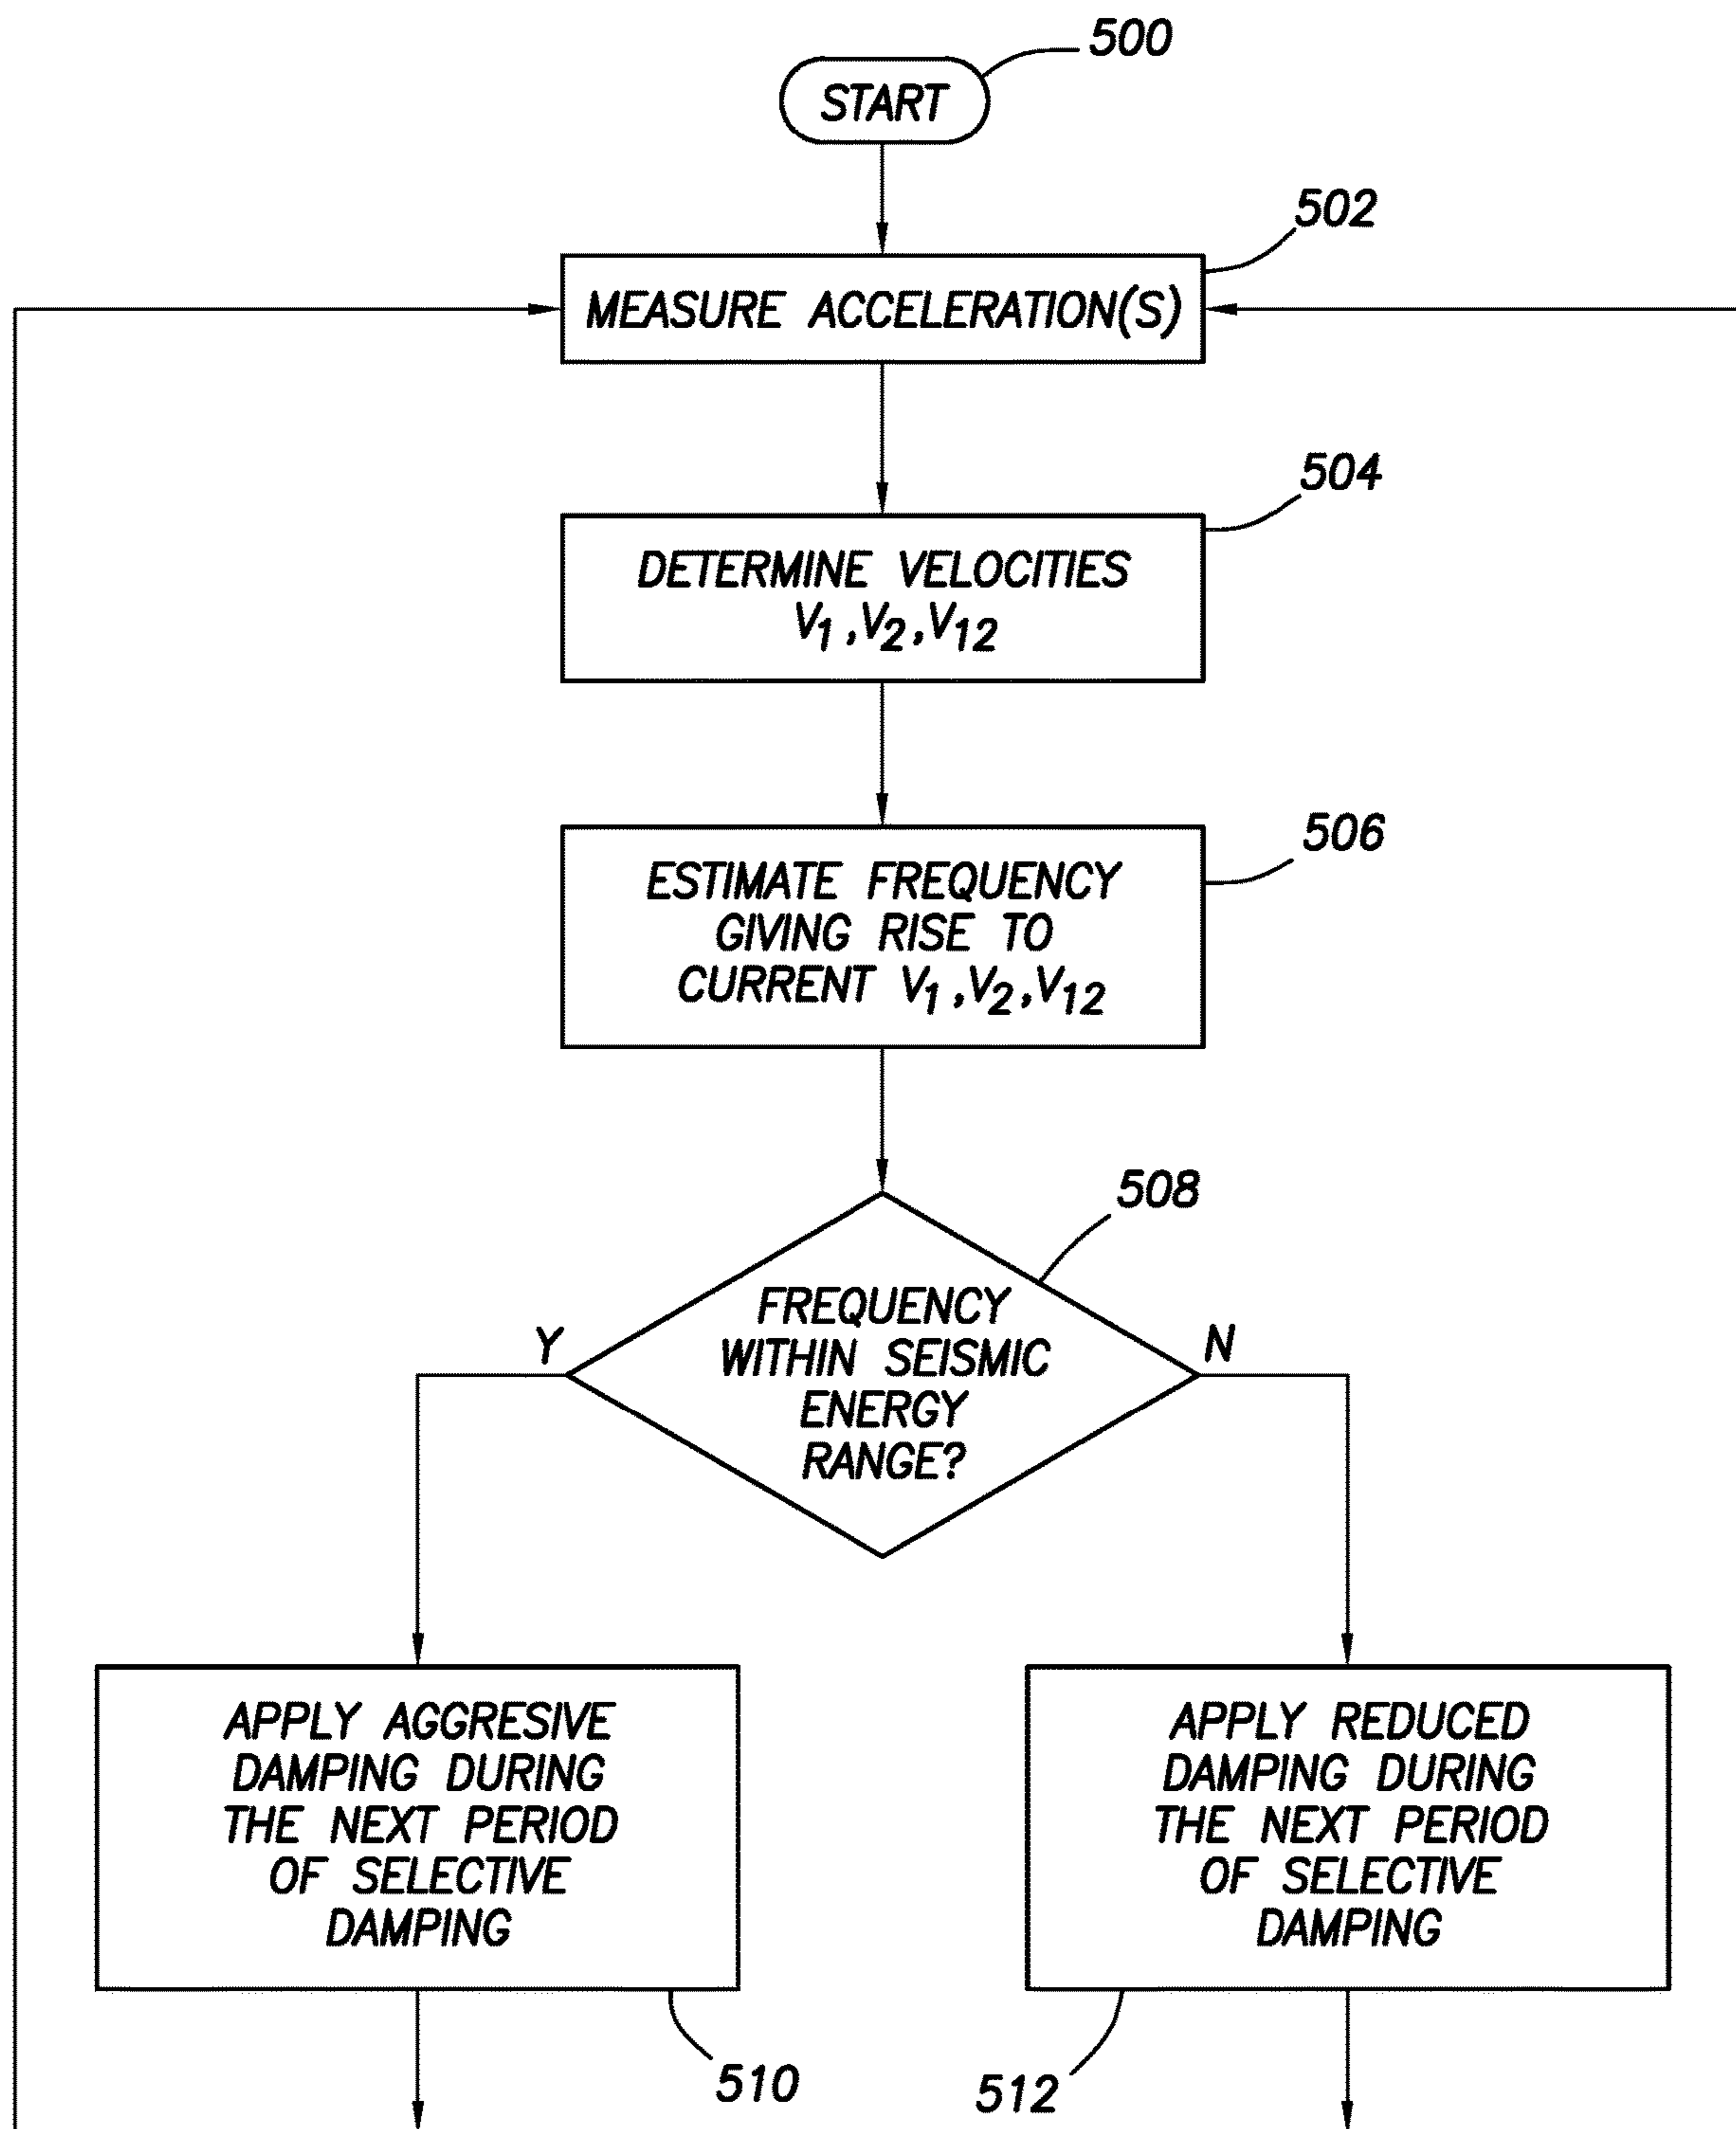 500
START
502
MEASURE ACCELERATION(S)
504
DETERMINE VELOCITIES
V1,V2,V12
506
ESTIMATE FREQUENCY
GIVING RISE TO
CURRENT V1,V2,V12
508
FREQUENCY
WITHIN SEISMIC
ENERGY
RANGE?
Y
N
APPLY AGGRESIVE
DAMPING DURING
THE NEXT PERIOD
OF SELECTIVE
DAMPING
510
APPLY REDUCED
DAMPING DURING
THE NEXT PERIOD
OF SELECTIVE
DAMPING
512